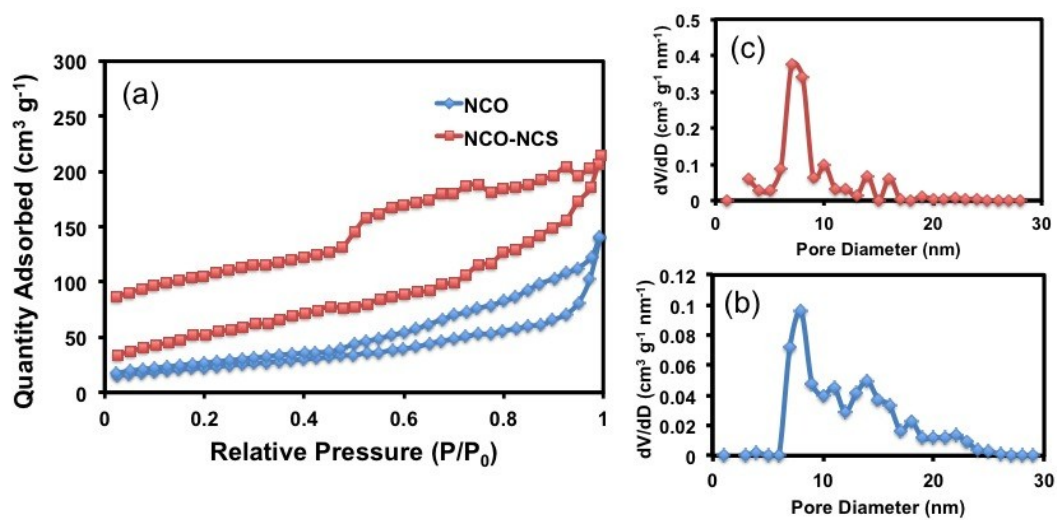 (a)
NCO
NCO-NCS
Quantity Adsorbed (cm³ g⁻¹)
300
250
200
150
100
50
0
0 0.2 0.4 0.6 0.8 1
Relative Pressure (P/P₀)
(c)
dV/dD (cm³ g⁻¹ nm⁻¹)
0.5
0.4
0.3
0.2
0.1
0
0 10 20 30
Pore Diameter (nm)
(b)
dV/dD (cm³ g⁻¹ nm⁻¹)
0.12
0.1
0.08
0.06
0.04
0.02
0
0 10 20 30
Pore Diameter (nm)